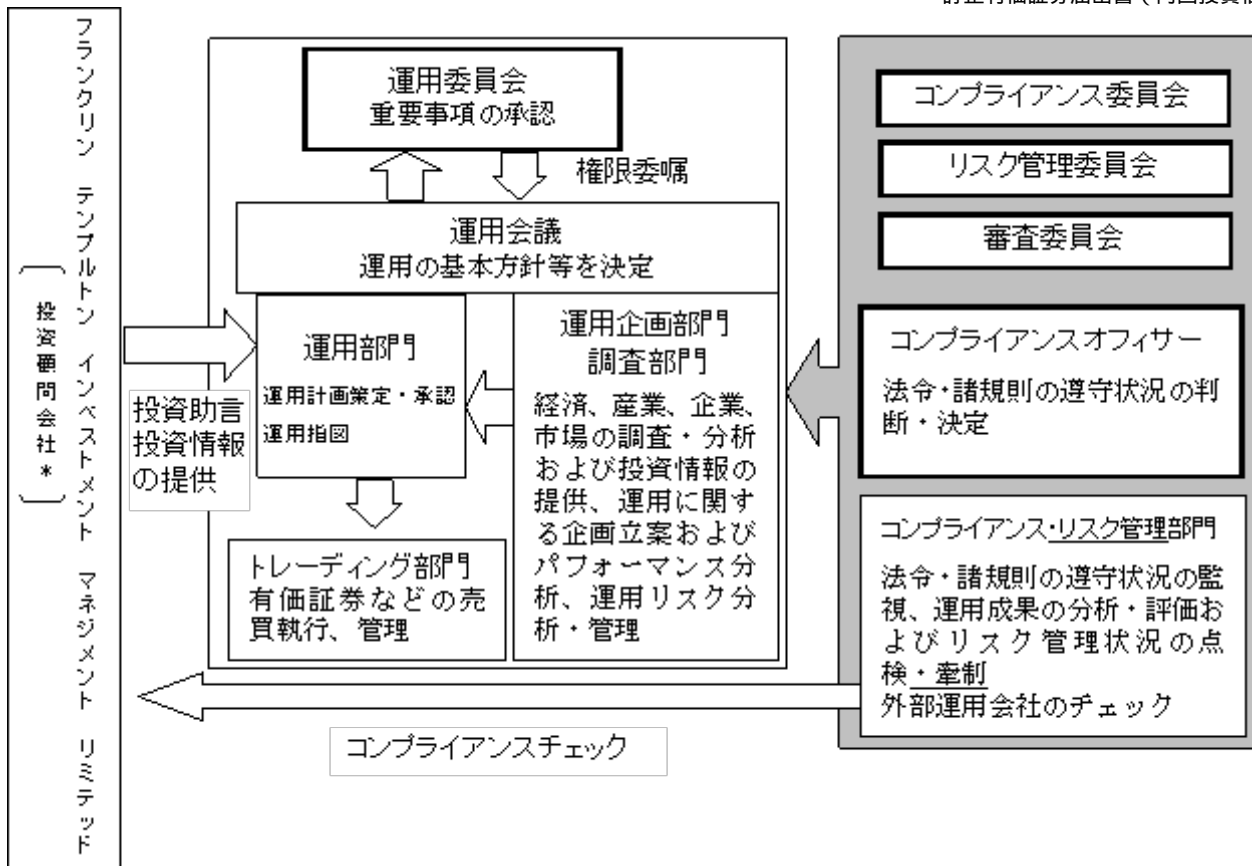 訂正有価証券届出書(内国投資信
フランクリン テンプルトン インベストメント マネジメント リミテッド
(投資顧問会社*)
運用委員会
重要事項の承認
権限委嘱
運用会議
運用の基本方針等を決定
運用部門
運用計画策定・承認
運用指図
運用企画部門
調査部門
経済、産業、企業、
市場の調査・分析
および投資情報の
提供、運用に関す
る企画立案および
パフォーマンス分
析、運用リスク分
析・管理
投資助言
投資情報
の提供
トレーディング部門
有価証券などの売
買執行、管理
コンプライアンスチェック
コンプライアンス委員会
リスク管理委員会
審査委員会
コンプライアンスオフィサー
法令・諸規則の遵守状況の判
断・決定
コンプライアンス・リスク管理部門
法令・諸規則の遵守状況の監
視、運用成果の分析・評価お
よびリスク管理状況の点
検・牽制
外部運用会社のチェック